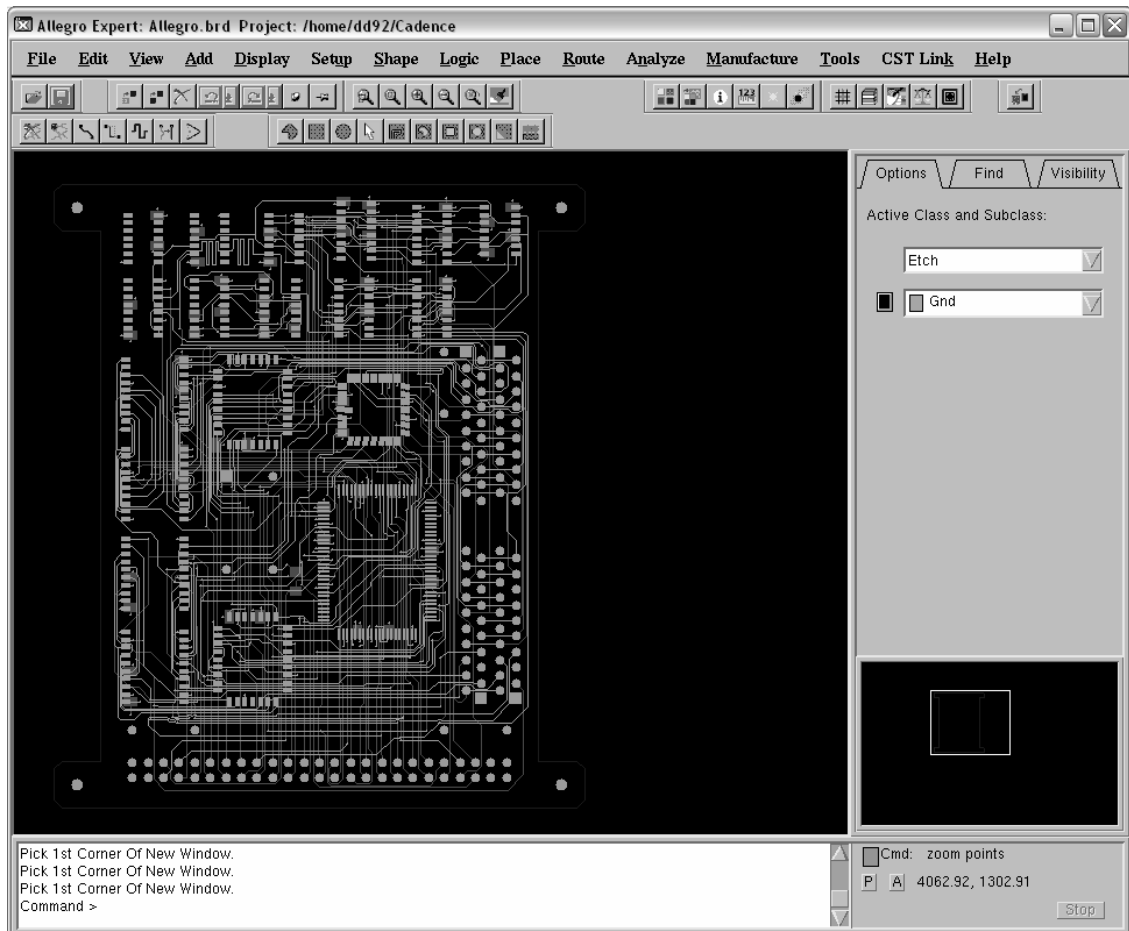 Allegro Expert: Allegro.brd Project: /home/dd92/Cadence
File Edit View Add Display Setup Shape Logic Place Route Analyze Manufacture Tools CST Link Help
Options Find Visibility
Active Class and Subclass:
Etch
Gnd
Pick 1st Corner Of New Window.
Pick 1st Corner Of New Window.
Pick 1st Corner Of New Window.
Command >
Cmd: zoom points
P A 4062.92, 1302.91
Stop